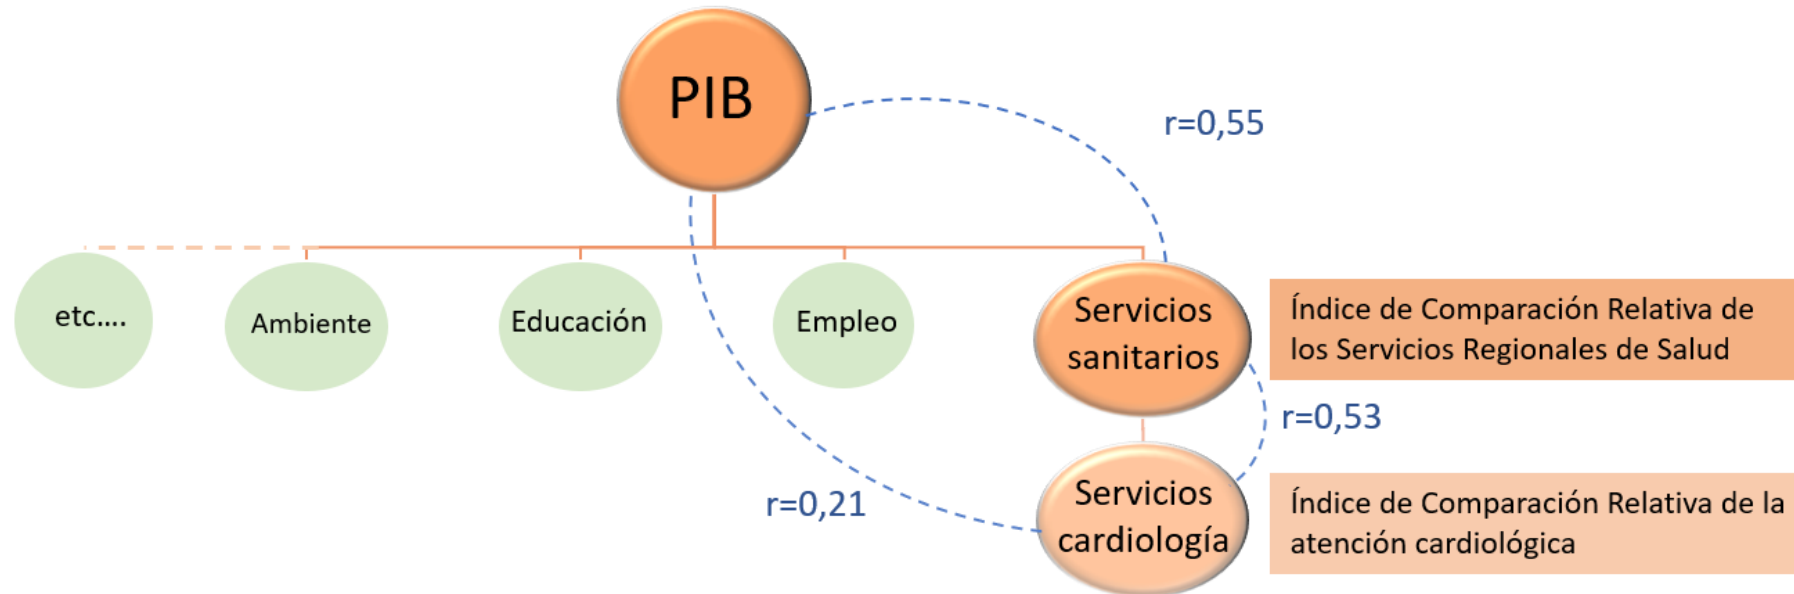 PIB
r=0,55
etc....
Ambiente
Educación
Empleo
Servicios
sanitarios
Índice de Comparación Relativa de
los Servicios Regionales de Salud
r=0,53
r=0,21
Servicios
cardiología
Índice de Comparación Relativa de la
atención cardiológica